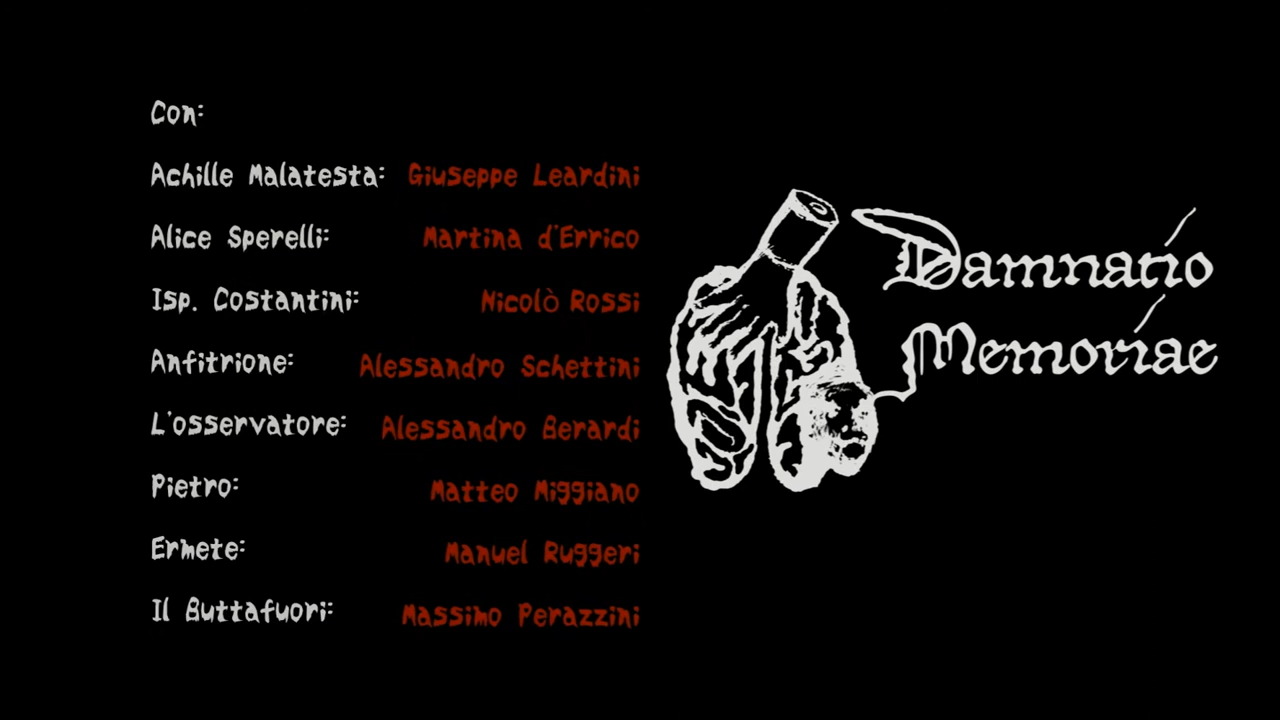 Con:
Achille Malatesta: Giuseppe Leardini
Alice Sperelli: Martina d'Errico
Isp. Costantini: Nicolò Rossi
Anfitrione: Alessandro Schettini
L'osservatore: Alessandro Berardi
Pietro: Matteo Miggiano
Ermete: Manuel Ruggeri
Il Buttafuori: Massimo Perazzini
Damnatio
Memoriae